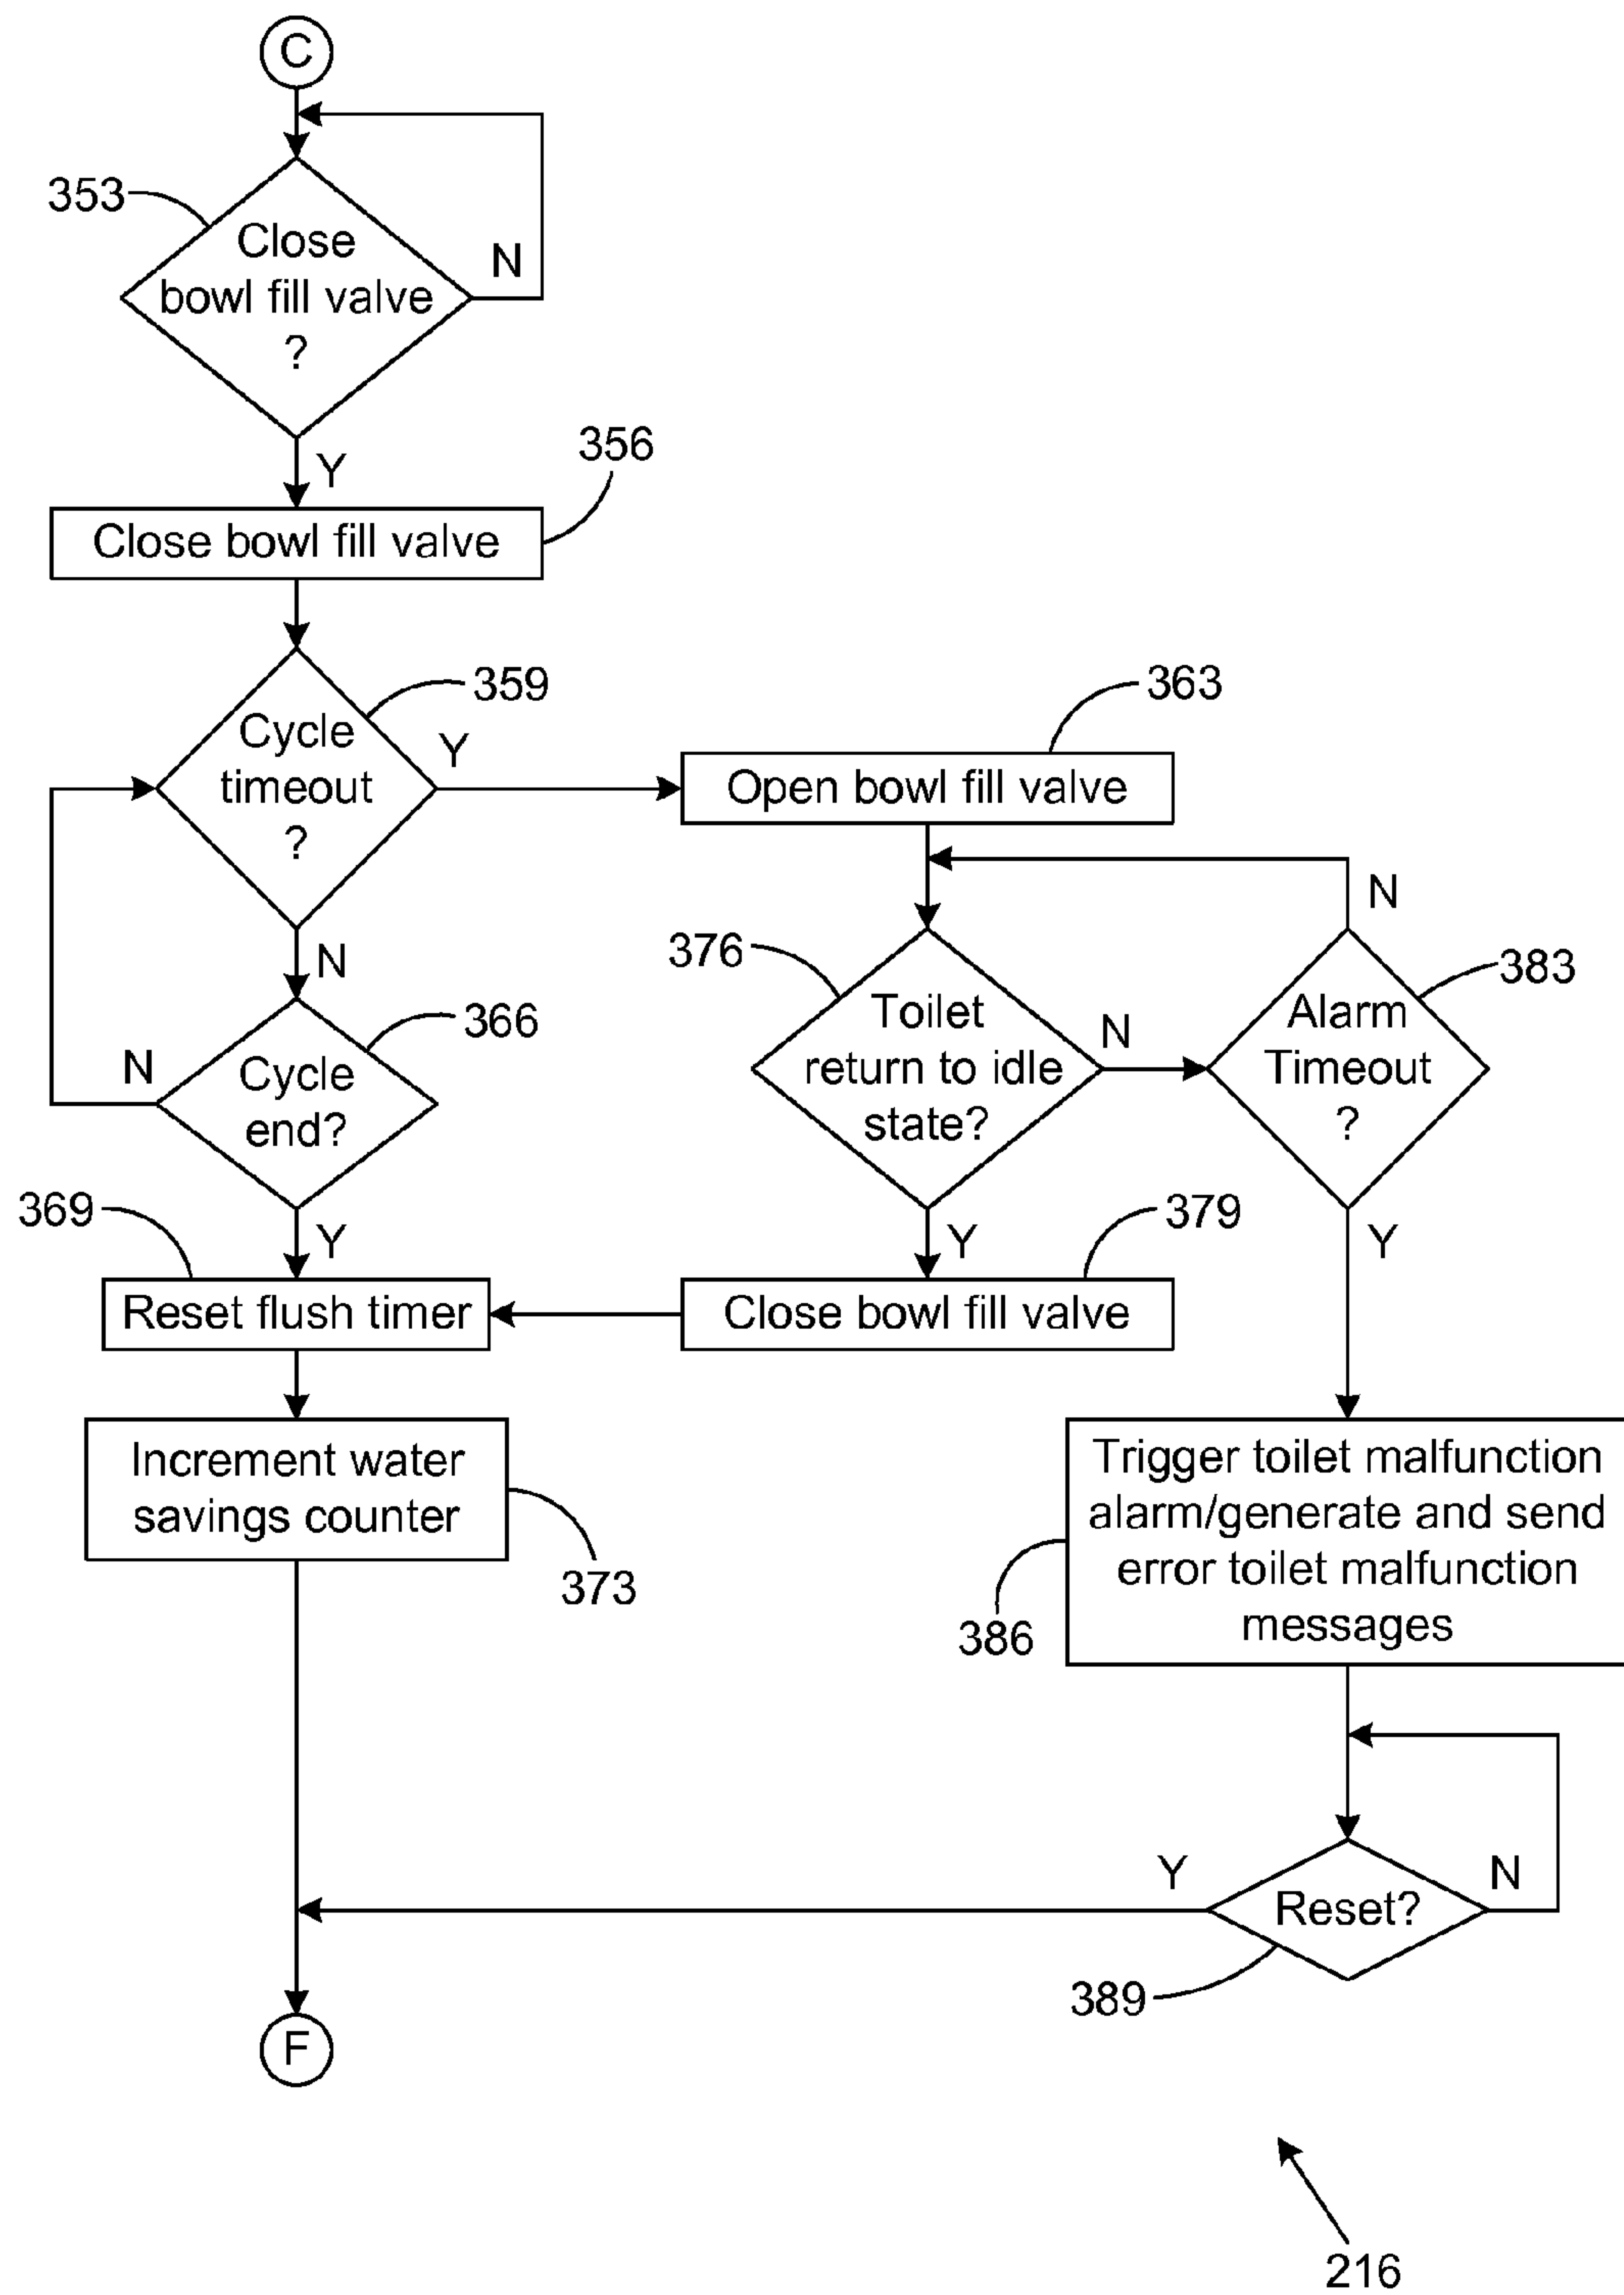 C
353
Close
bowl fill valve
?
N
Y
356
Close bowl fill valve
359
Cycle
timeout
?
Y
N
363
Open bowl fill valve
366
Cycle
end?
N
Y
376
Toilet
return to idle
state?
N
Y
383
Alarm
Timeout
?
N
Y
369
Reset flush timer
379
Close bowl fill valve
Increment water
savings counter
373
Trigger toilet malfunction
alarm/generate and send
error toilet malfunction
messages
386
Reset?
Y
N
389
F
216